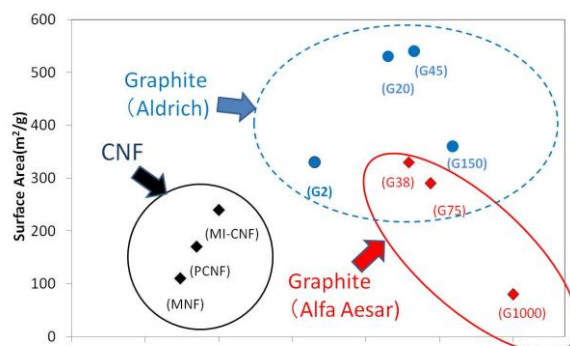 Surface Area(m²/g)
600
500
400
300
200
100
0
Graphite
（Aldrich）
CNF
(G20)
(G45)
(G2)
(G150)
(G38)
(G75)
(MI-CNF)
(PCNF)
(MNF)
Graphite
（Alfa Aesar）
(G1000)